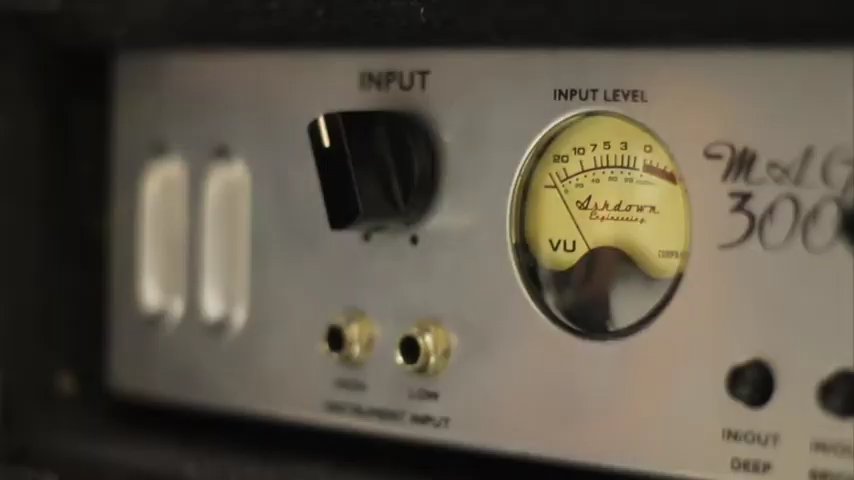 INPUT
INPUT LEVEL
20 10 7 5 3 0
Ashdown
Engineering
VU
MAG
300
HIGH LOW
INSTRUMENT INPUT
IN/OUT
DEEP